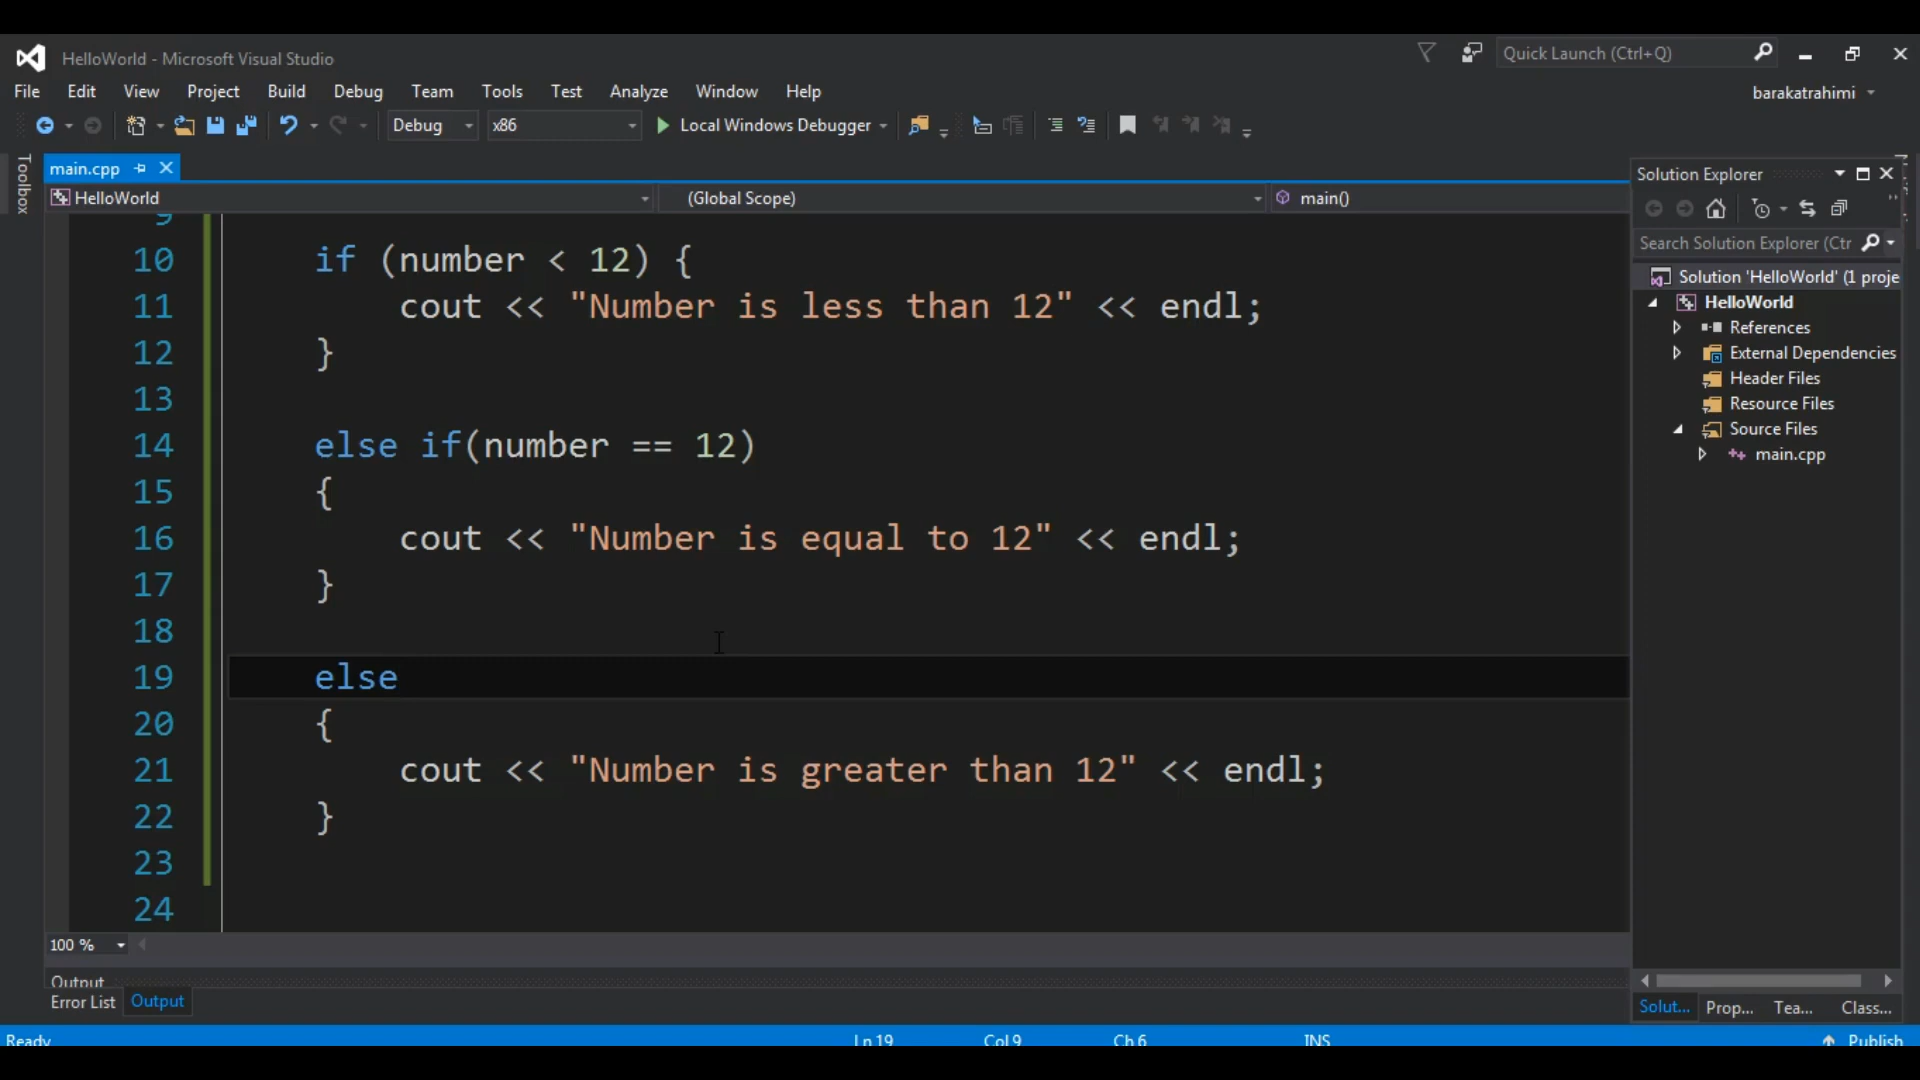 HelloWorld - Microsoft Visual Studio
Quick Launch (Ctrl+Q)
File Edit View Project Build Debug Team Tools Test Analyze Window Help
barakatrahimi
Debug x86 Local Windows Debugger
Toolbox
main.cpp
HelloWorld (Global Scope) main()
9
10 if (number < 12) {
11 cout << "Number is less than 12" << endl;
12 }
13
14 else if(number == 12)
15 {
16 cout << "Number is equal to 12" << endl;
17 }
18
19 else
20 {
21 cout << "Number is greater than 12" << endl;
22 }
23
24
100 %
Output
Error List Output
Solution Explorer
Search Solution Explorer (Ctr
Solution 'HelloWorld' (1 proje
HelloWorld
References
External Dependencies
Header Files
Resource Files
Source Files
main.cpp
Solut... Prop... Tea... Class...
Ready Ln 19 Col 9 Ch 6 INS Publish